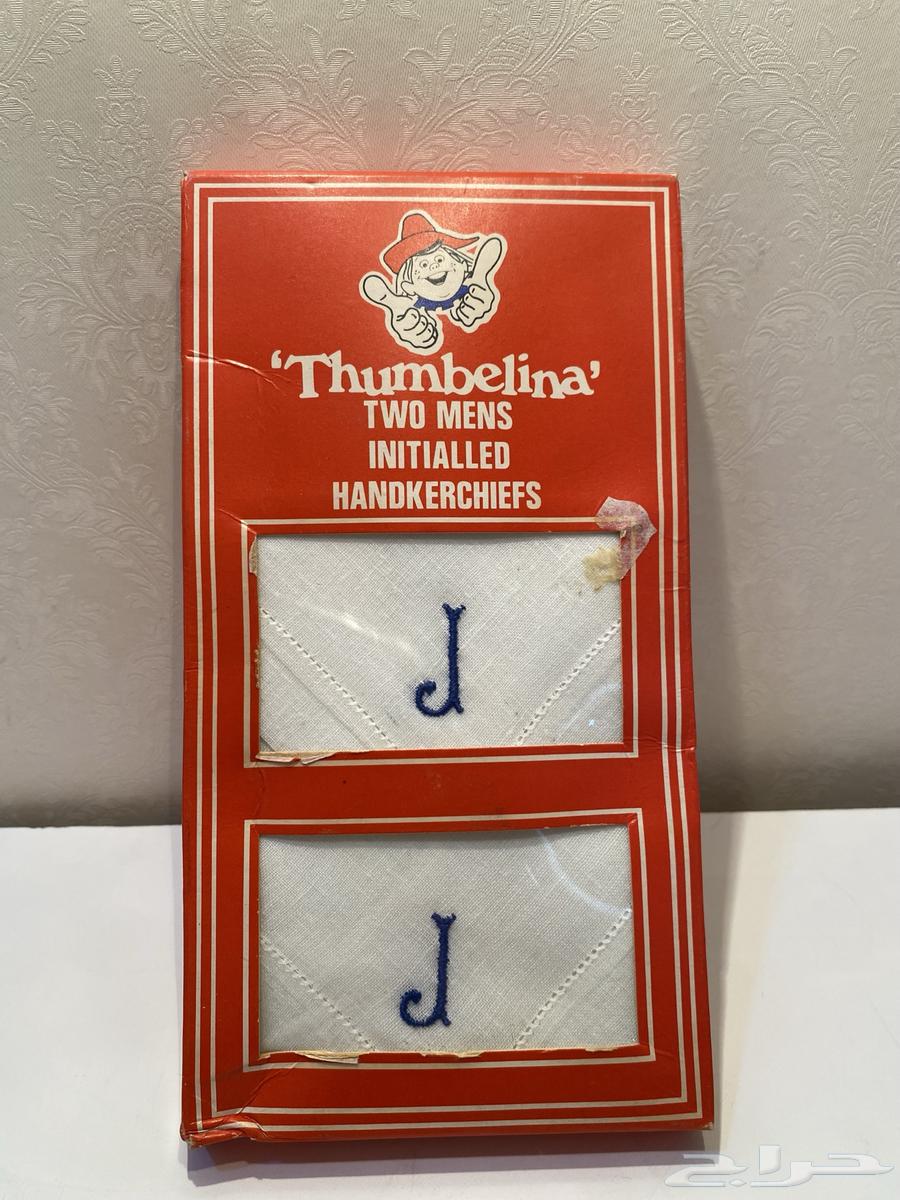 'Thumbelina'
TWO MENS
INITIALLED
HANDKERCHIEFS
J
J
حراج